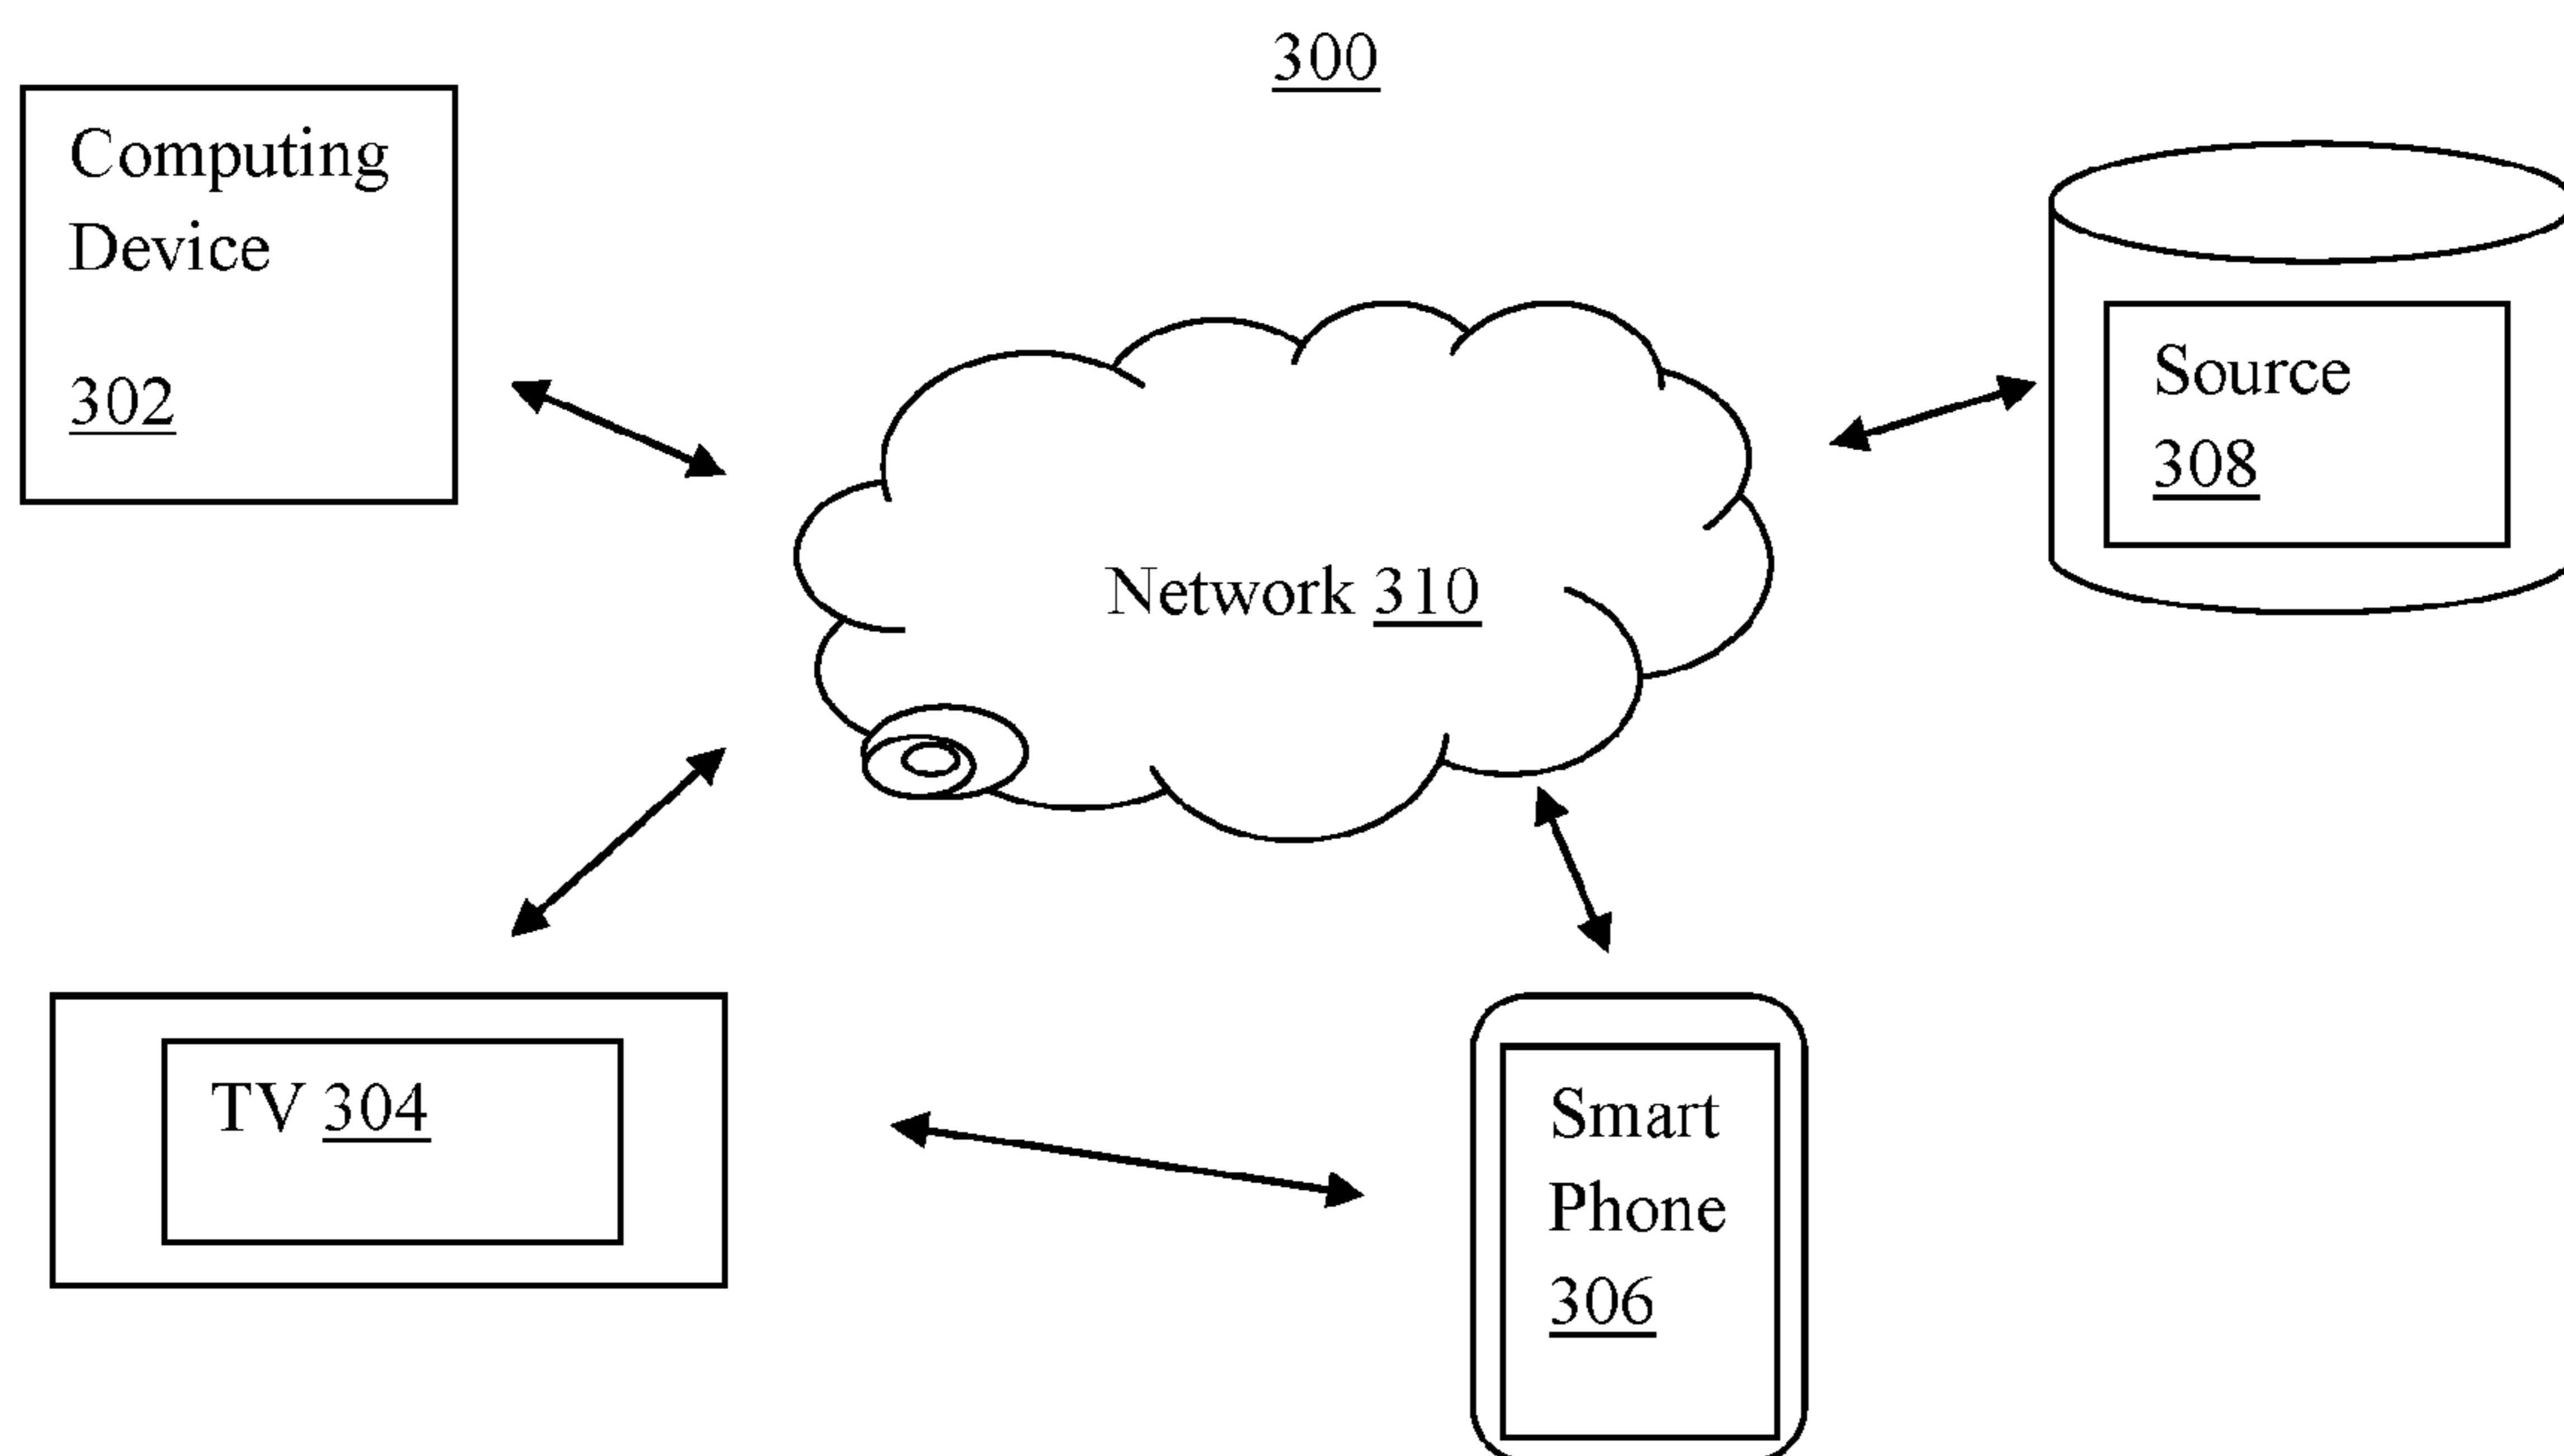 300
Computing
Device
302
Source
308
Network 310
TV 304
Smart
Phone
306